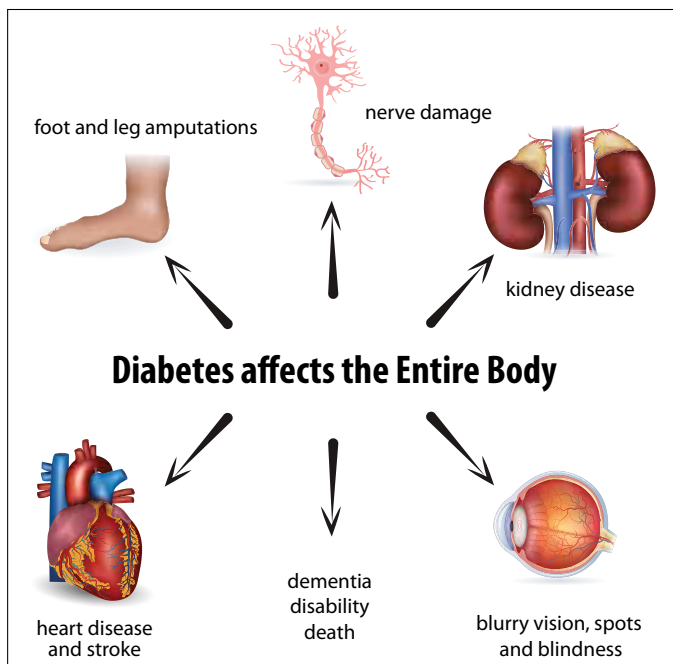 nerve damage
foot and leg amputations
kidney disease
Diabetes affects the Entire Body
heart disease
and stroke
dementia
disability
death
blurry vision, spots
and blindness